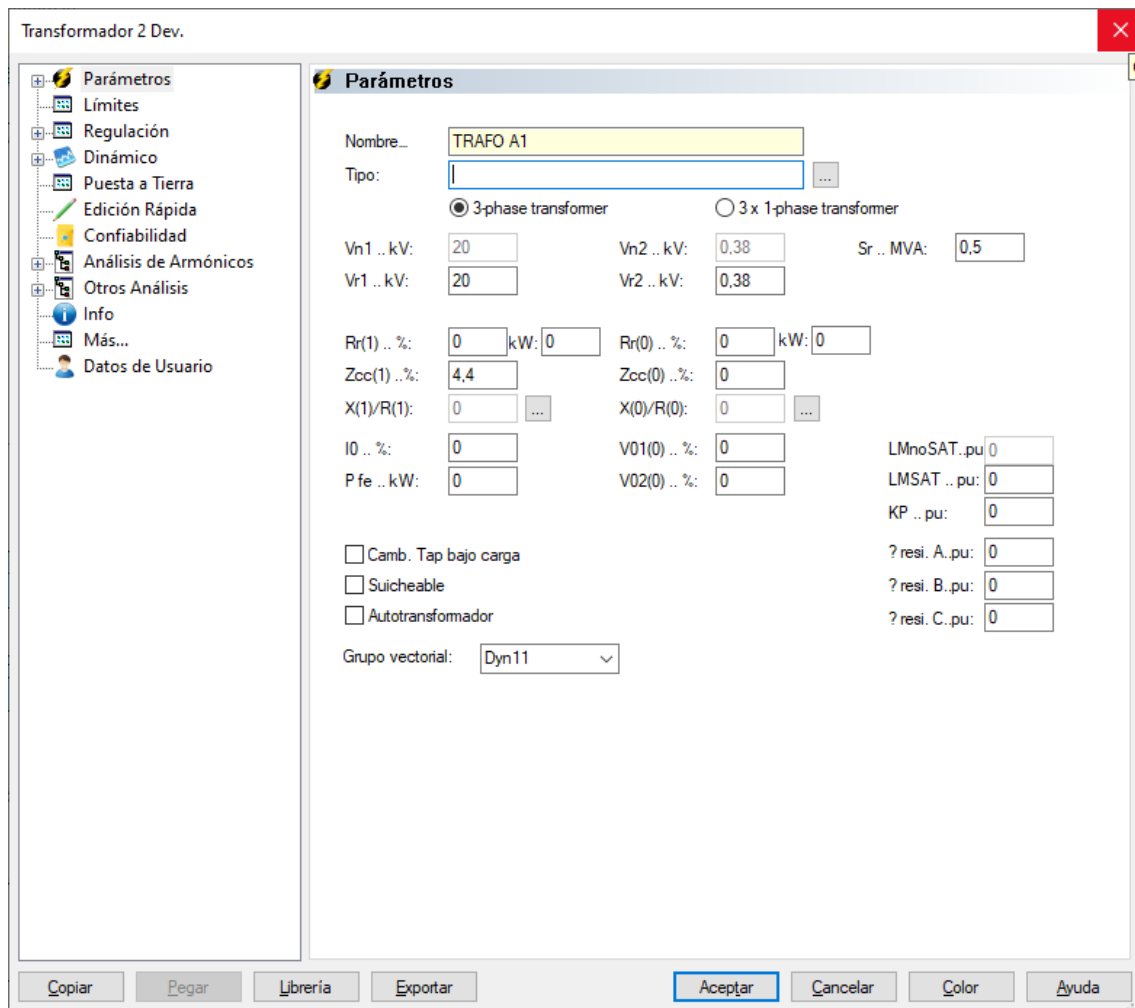 Transformador 2 Dev.
Parámetros
Límites
Regulación
Dinámico
Puesta a Tierra
Edición Rápida
Confiabilidad
Análisis de Armónicos
Otros Análisis
Info
Más...
Datos de Usuario
Parámetros
Nombre... TRAFO A1
Tipo: ...
3-phase transformer 3 x 1-phase transformer
Vn1 .. kV: 20 Vn2 .. kV: 0,38 Sr .. MVA: 0,5
Vr1 .. kV: 20 Vr2 .. kV: 0,38
Rr(1) .. %: 0 kW: 0 Rr(0) .. %: 0 kW: 0
Zcc(1) ..%: 4,4 Zcc(0) ..%: 0
X(1)/R(1): 0 ... X(0)/R(0): 0 ...
I0 .. %: 0 V01(0) .. %: 0 LMnoSAT..pu 0
P fe .. kW: 0 V02(0) .. %: 0 LMSAT .. pu: 0
KP .. pu: 0
Camb. Tap bajo carga ? resi. A..pu: 0
Suicheable ? resi. B..pu: 0
Autotransformador ? resi. C..pu: 0
Grupo vectorial: Dyn11
Copiar Pegar Librería Exportar Aceptar Cancelar Color Ayuda